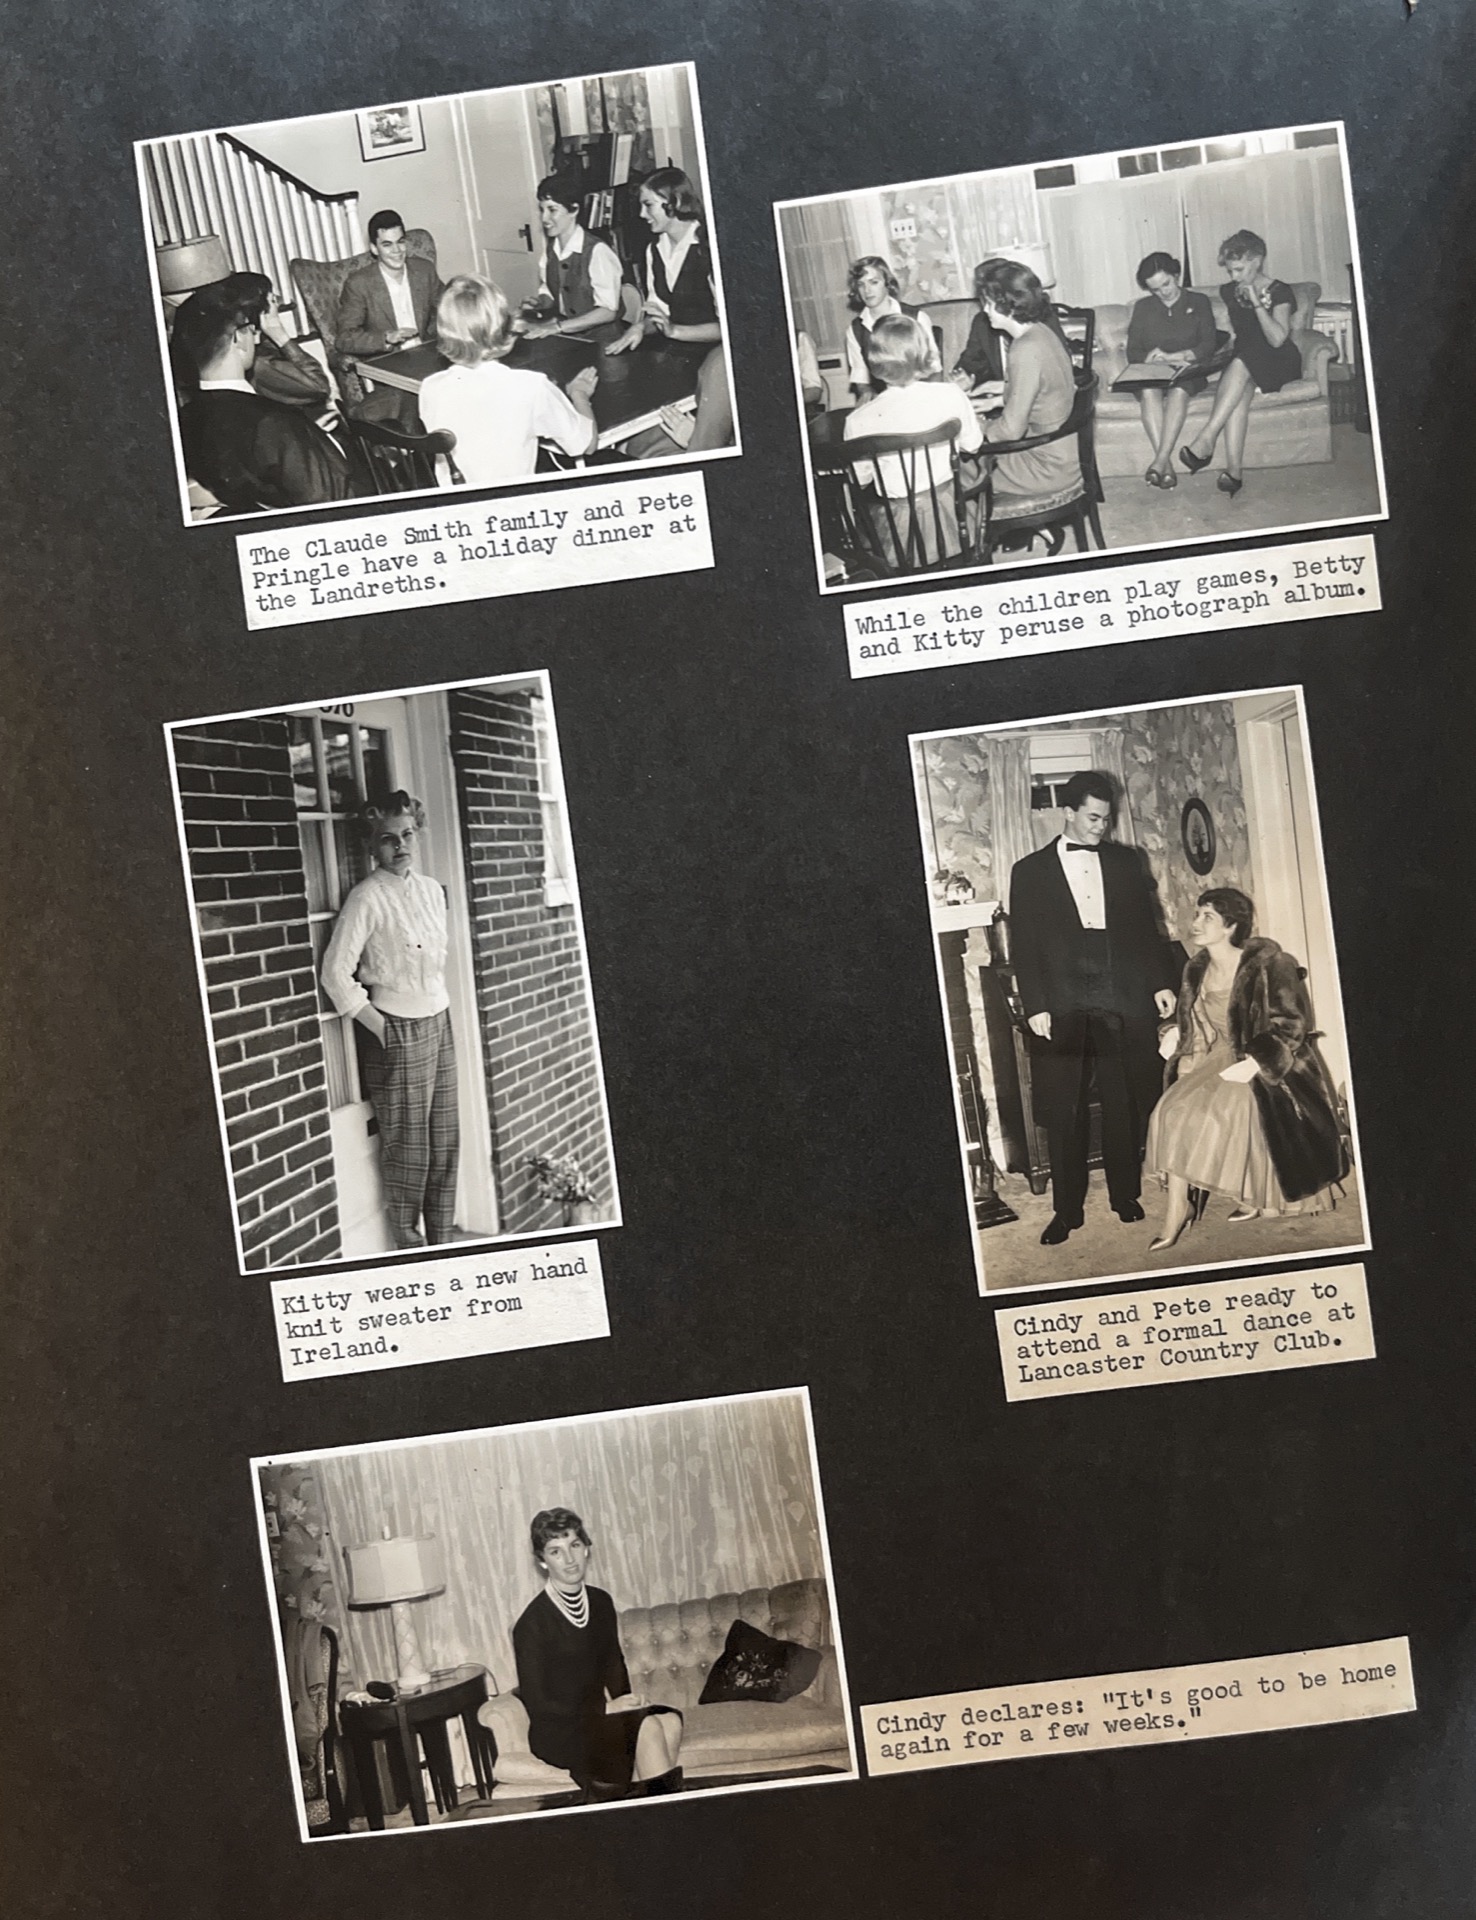 The Claude Smith family and Pete
Pringle have a holiday dinner at
the Landreths.
While the children play games, Betty
and Kitty peruse a photograph album.
Kitty wears a new hand
knit sweater from
Ireland.
Cindy and Pete ready to
attend a formal dance at
Lancaster Country Club.
Cindy declares: "It's good to be home
again for a few weeks."